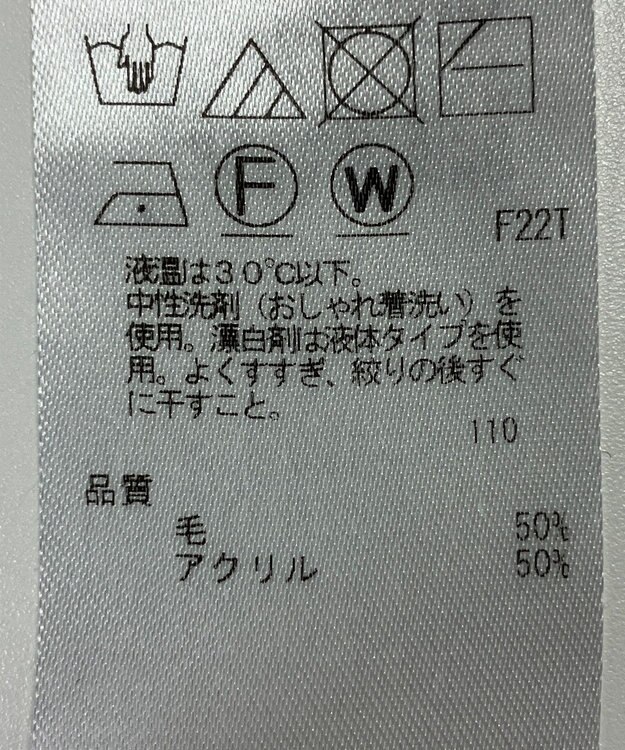 F W
F22T
液温は30℃以下。
中性洗剤（おしゃれ着洗い）を
使用。漂白剤は液体タイプを使
用。よくすすぎ、絞りの後すぐ
に干すこと。
110
品質
毛 50%
アクリル 50%